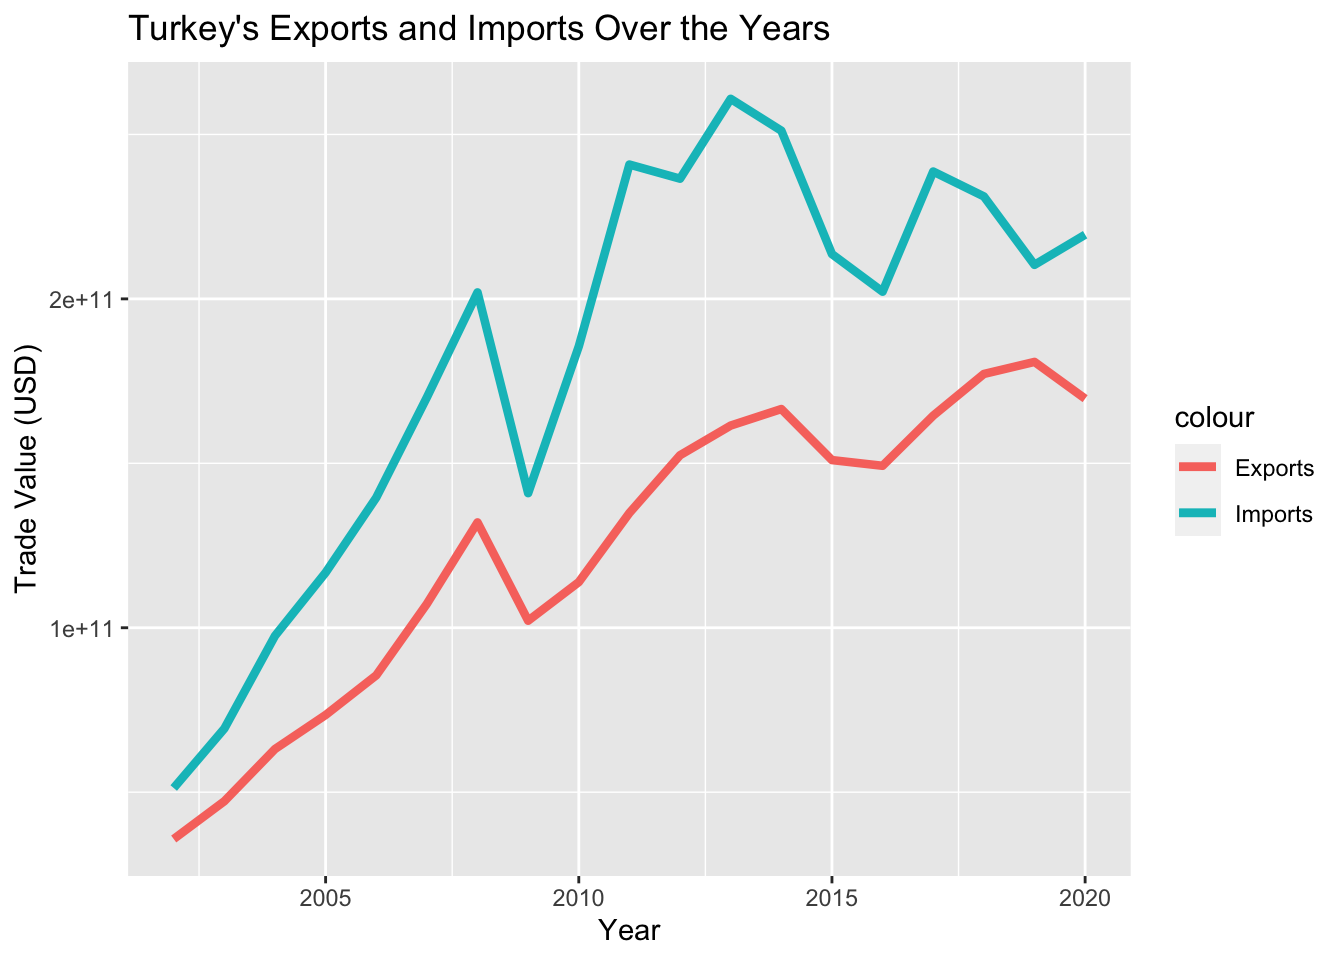 Turkey's Exports and Imports Over the Years
Trade Value (USD)
2e+11
1e+11
2005
2010
2015
2020
Year
colour
Exports
Imports